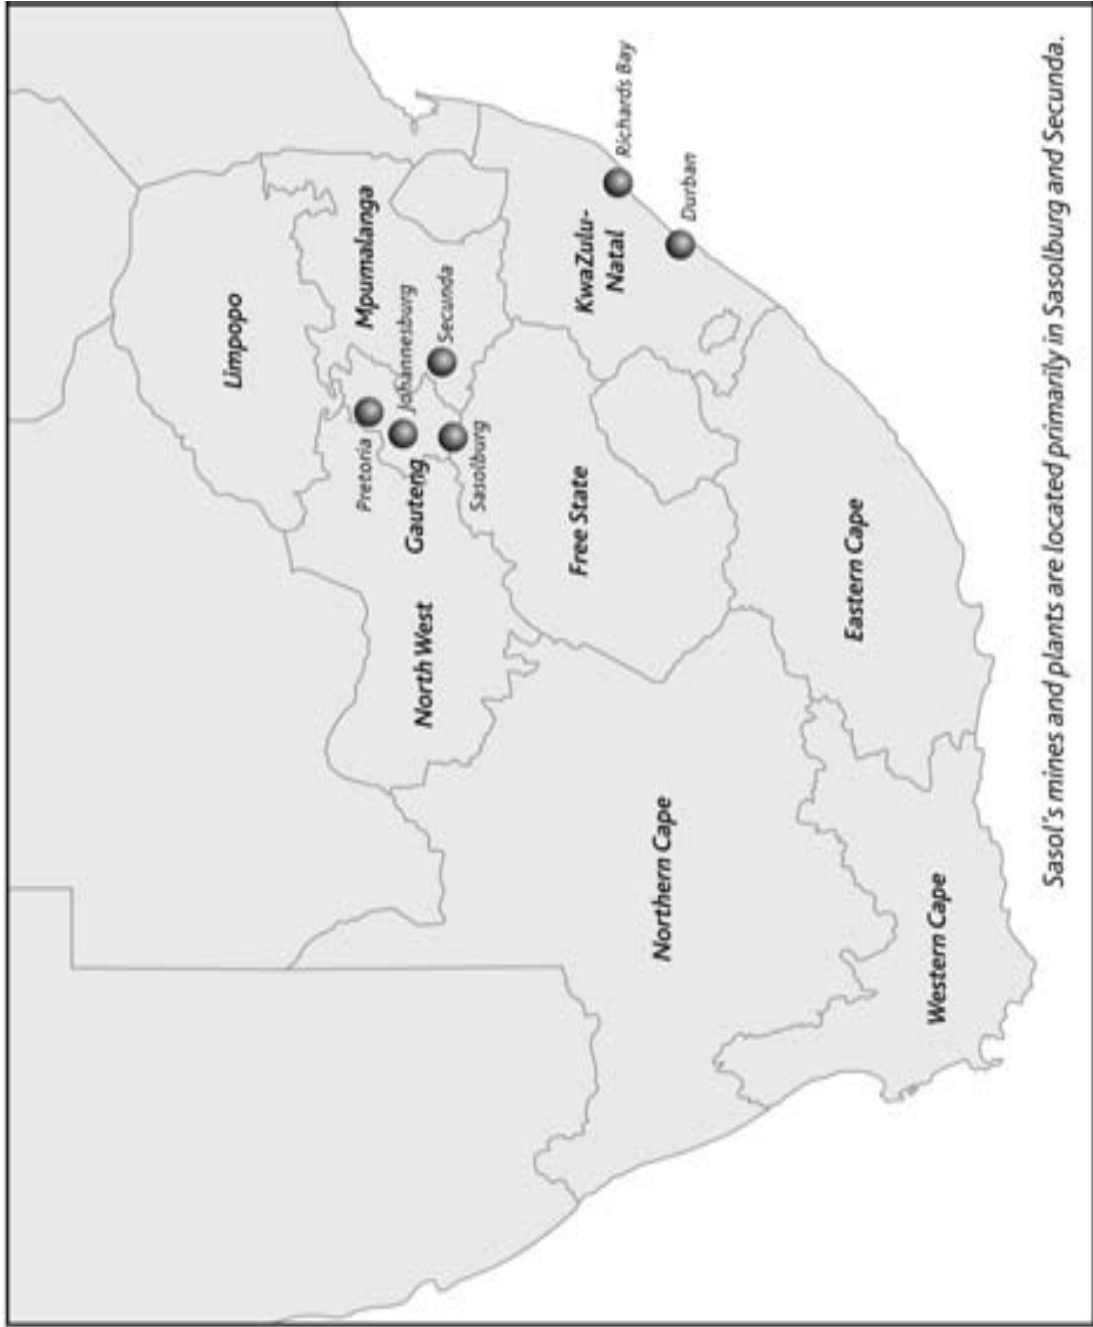 Limpopo
Pretoria
Mpumalanga
Johannesburg
Gauteng
North West
Secunda
Sasolburg
Free State
KwaZulu-
Natal
Richards Bay
Northern Cape
Durban
Eastern Cape
Western Cape
Sasol's mines and plants are located primarily in Sasolburg and Secunda.